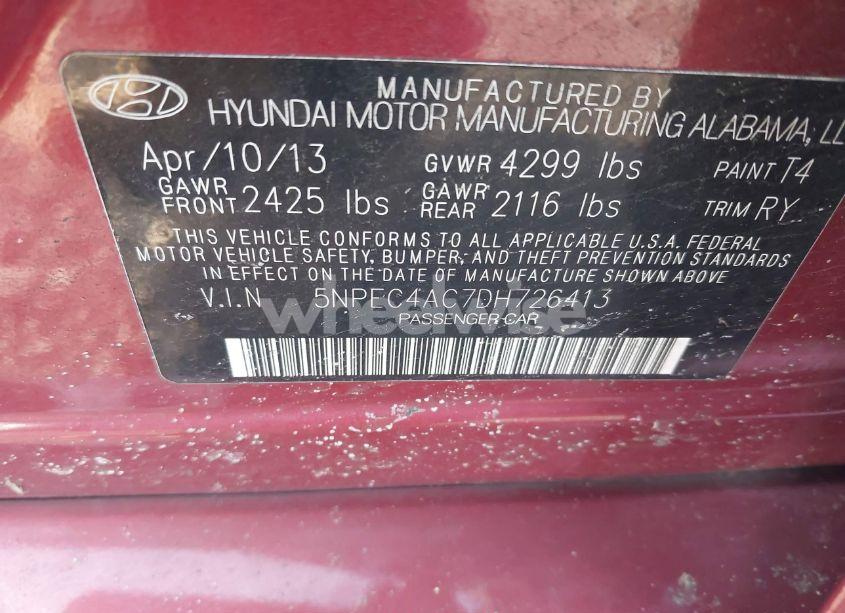 MANUFACTURED BY
HYUNDAI MOTOR MANUFACTURING ALABAMA,
Apr/10/13 GVWR 4299 lbs PAINT T4
GAWR FRONT 2425 lbs GAWR REAR 2116 lbs TRIM RY
THIS VEHICLE CONFORMS TO ALL APPLICABLE U.S.A. FEDERAL
MOTOR VEHICLE SAFETY, BUMPER, AND THEFT PREVENTION STANDARDS
IN EFFECT ON THE DATE OF MANUFACTURE SHOWN ABOVE
V.I.N 5NPEC4AC7DH726413
wheelwise
PASSENGER CAR